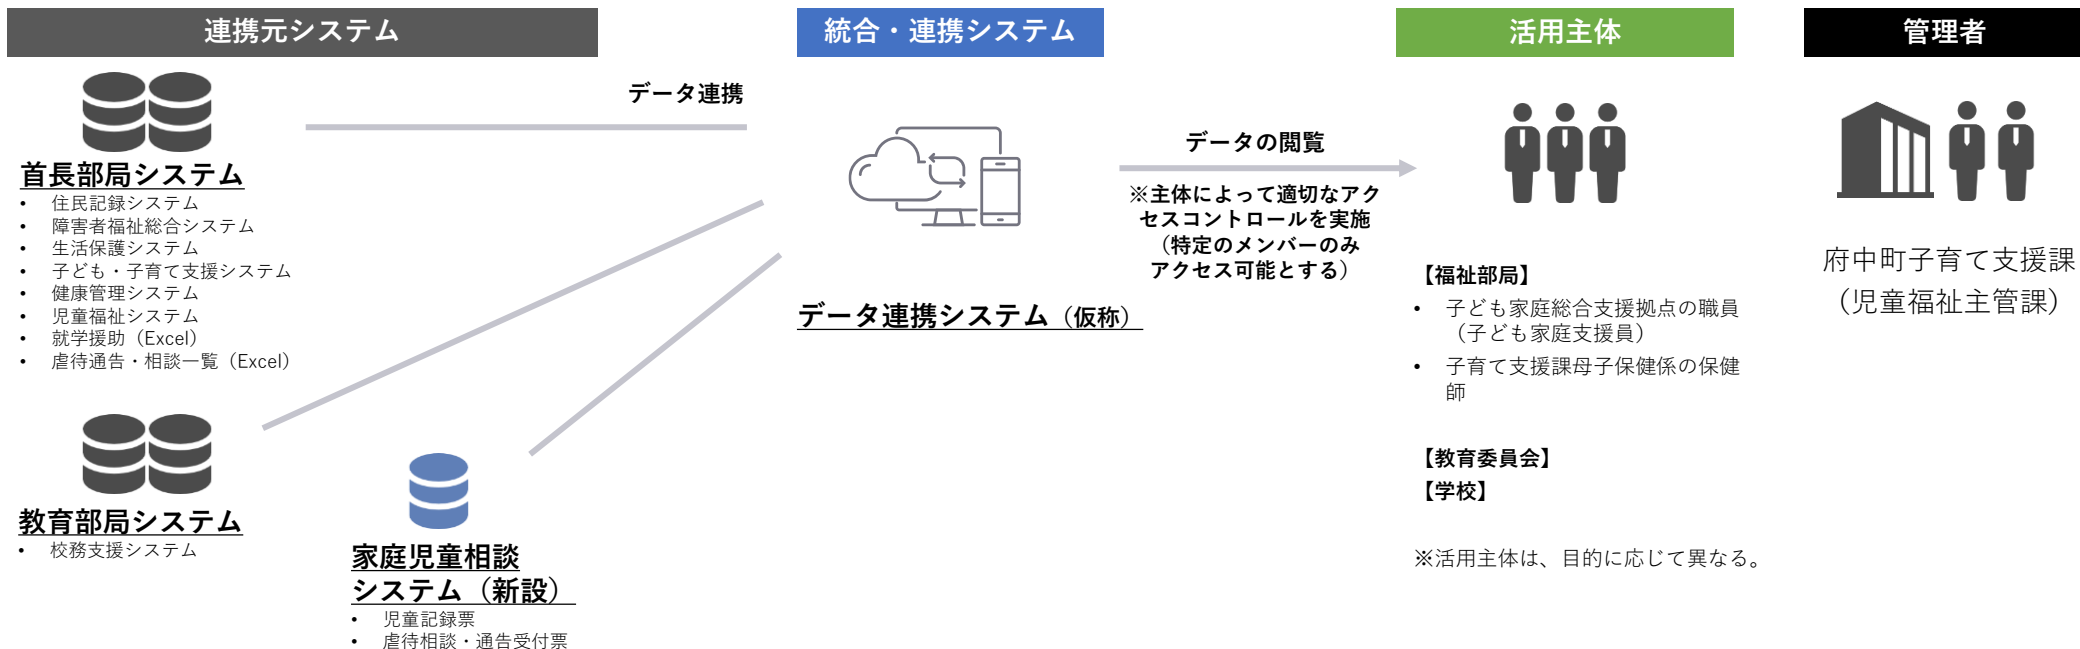 連携元システム
統合・連携システム
活用主体
管理者
データ連携
首長部局システム
• 住民記録システム
• 障害者福祉総合システム
• 生活保護システム
• 子ども・子育て支援システム
• 健康管理システム
• 児童福祉システム
• 就学援助（Excel）
• 虐待通告・相談一覧（Excel）
教育部局システム
• 校務支援システム
家庭児童相談
システム（新設）
• 児童記録票
• 虐待相談・通告受付票
データ連携システム（仮称）
データの閲覧
※主体によって適切なアク
セスコントロールを実施
（特定のメンバーのみ
アクセス可能とする）
【福祉部局】
• 子ども家庭総合支援拠点の職員
（子ども家庭支援員）
• 子育て支援課母子保健係の保健
師
【教育委員会】
【学校】
※活用主体は、目的に応じて異なる。
府中町子育て支援課
（児童福祉主管課）